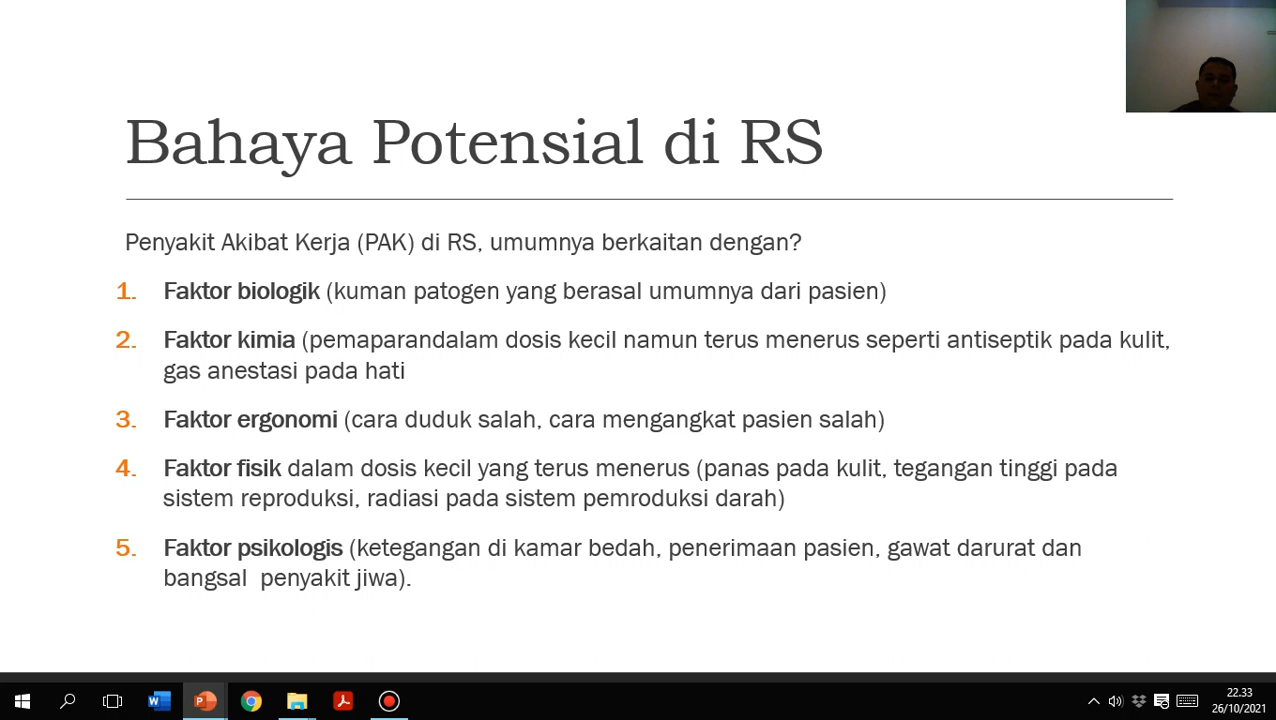 Bahaya Potensial di RS
Penyakit Akibat Kerja (PAK) di RS, umumnya berkaitan dengan?
1. Faktor biologik (kuman patogen yang berasal umumnya dari pasien)
2. Faktor kimia (pemaparandalam dosis kecil namun terus menerus seperti antiseptik pada kulit,
gas anestasi pada hati
3. Faktor ergonomi (cara duduk salah, cara mengangkat pasien salah)
4. Faktor fisik dalam dosis kecil yang terus menerus (panas pada kulit, tegangan tinggi pada
sistem reproduksi, radiasi pada sistem pemroduksi darah)
5. Faktor psikologis (ketegangan di kamar bedah, penerimaan pasien, gawat darurat dan
bangsal  penyakit jiwa).
22.33
26/10/2021